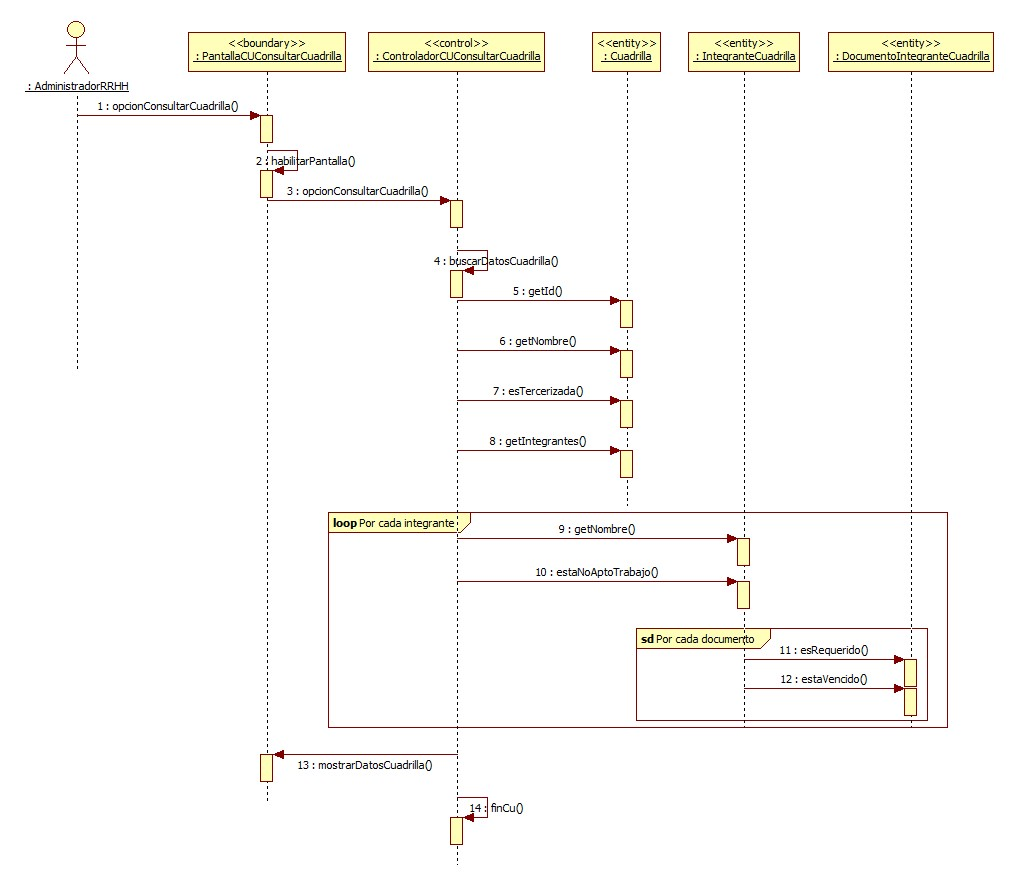 <<boundary>>
: PantallaCUConsultarCuadrilla
<<control>>
: ControladorCUConsultarCuadrilla
<<entity>>
: Cuadrilla
<<entity>>
: IntegranteCuadrilla
<<entity>>
: DocumentoIntegranteCuadrilla
: AdministradorRRHH
1 : opcionConsultarCuadrilla()
2 : habilitarPantalla()
3 : opcionConsultarCuadrilla()
4 : buscarDatosCuadrilla()
5 : getId()
6 : getNombre()
7 : esTercerizada()
8 : getIntegrantes()
loop Por cada integrante
9 : getNombre()
10 : estaNoAptoTrabajo()
sd Por cada documento
11 : esRequerido()
12 : estaVencido()
13 : mostrarDatosCuadrilla()
14 : finCu()